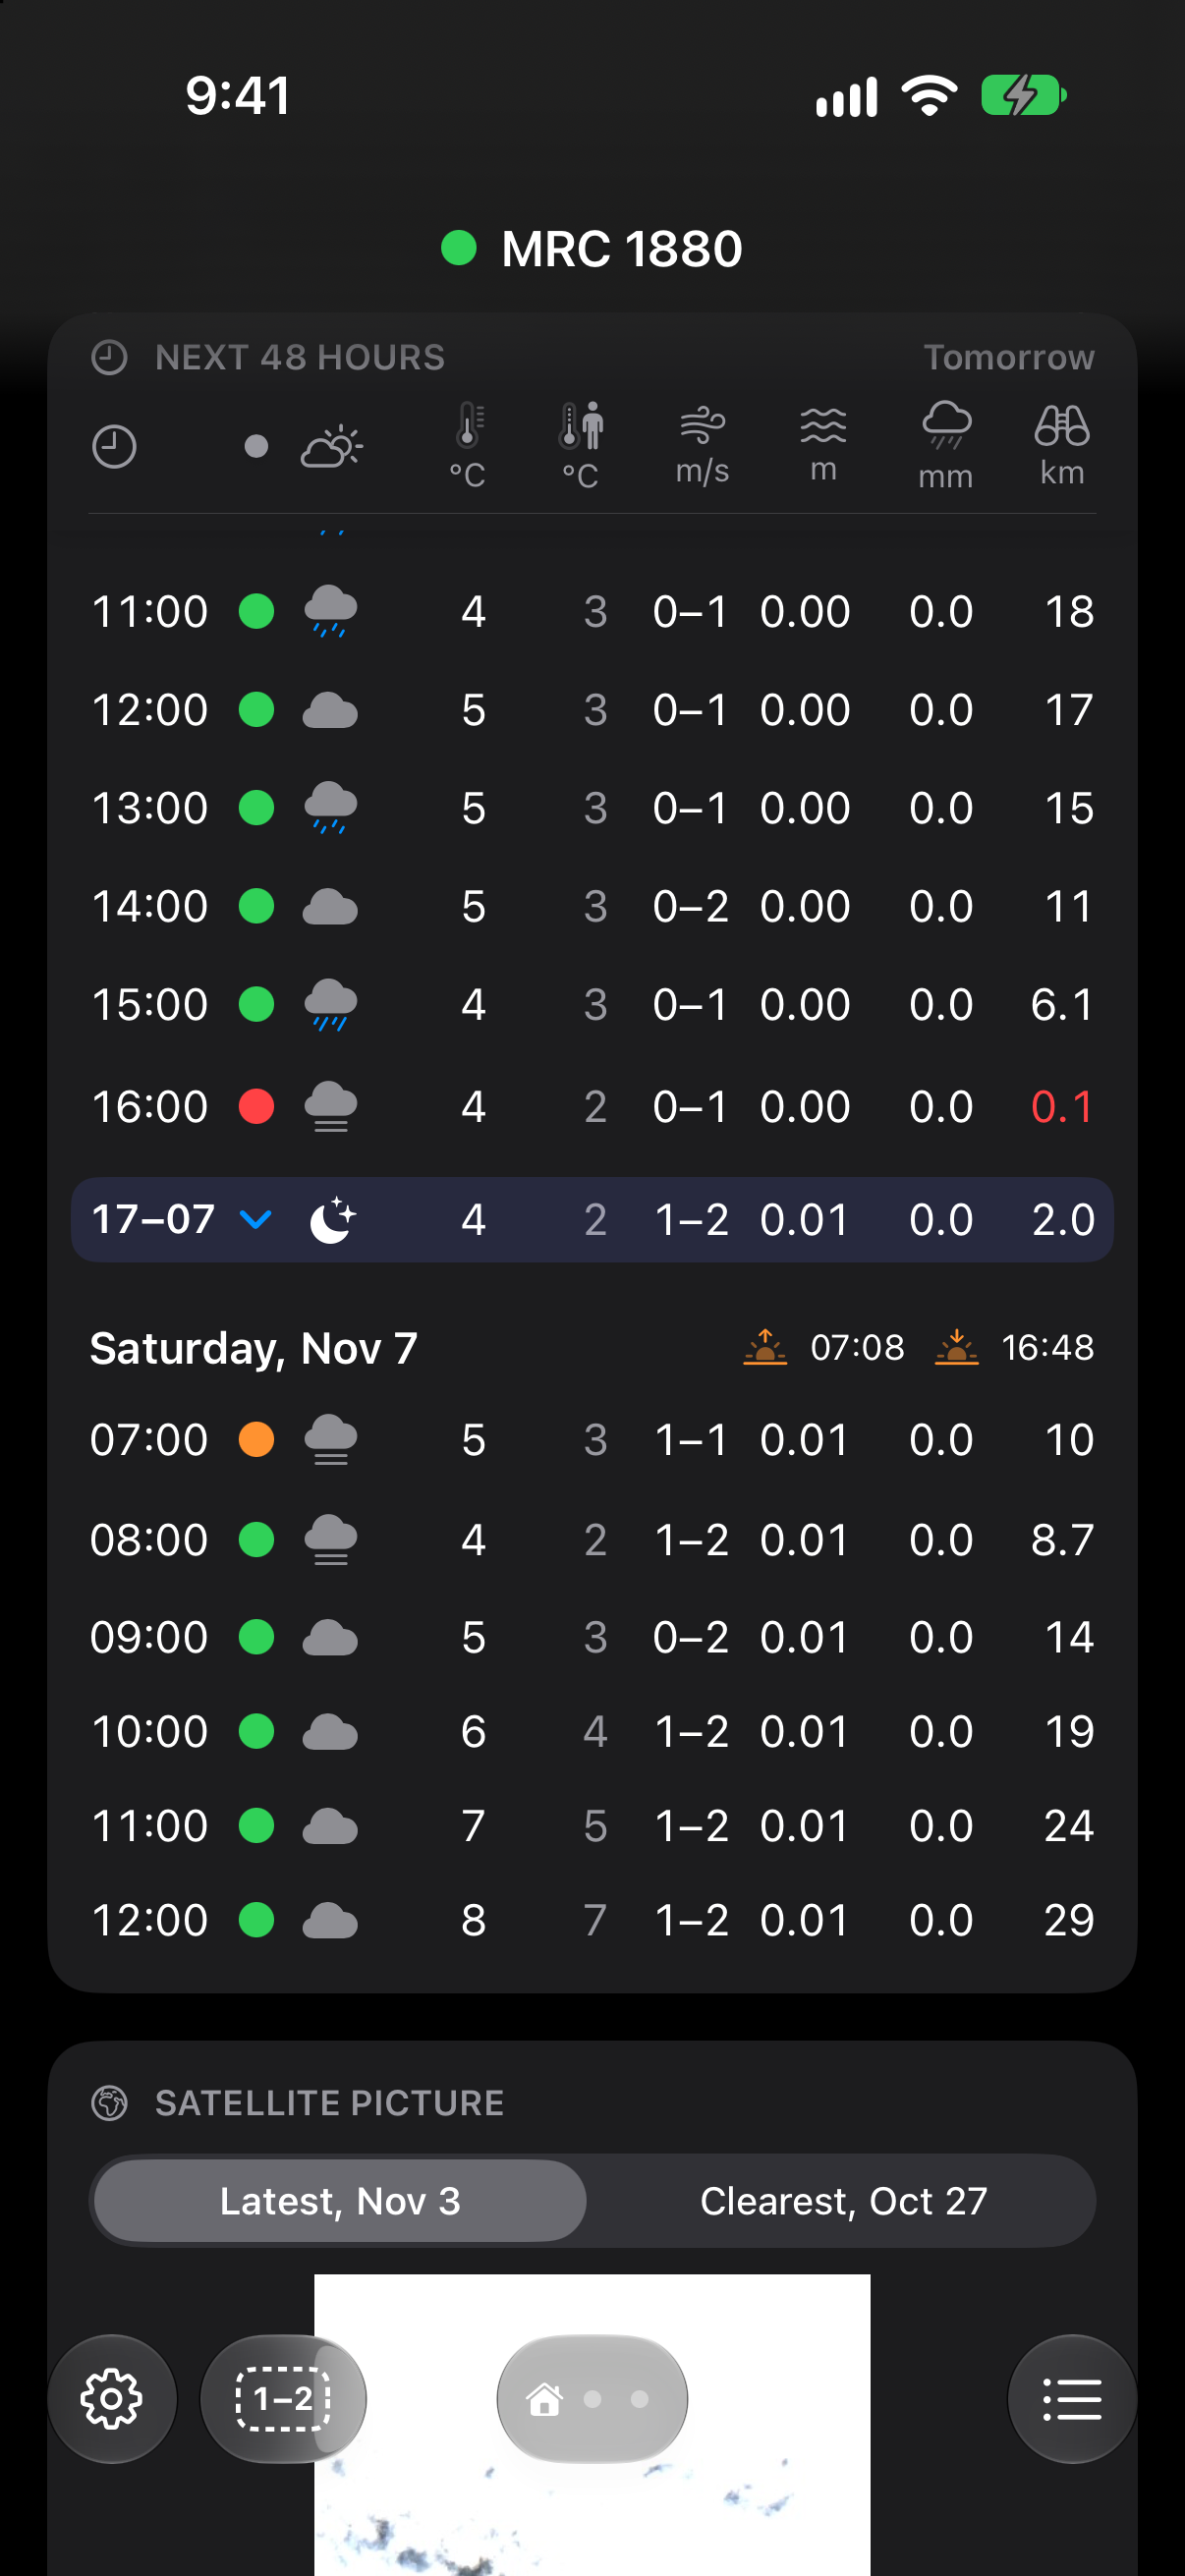 9:41
MRC 1880
NEXT 48 HOURS Tomorrow
°C °C m/s m mm km
11:00 4 3 0–1 0.00 0.0 18
12:00 5 3 0–1 0.00 0.0 17
13:00 5 3 0–1 0.00 0.0 15
14:00 5 3 0–2 0.00 0.0 11
15:00 4 3 0–1 0.00 0.0 6.1
16:00 4 2 0–1 0.00 0.0 0.1
17–07 4 2 1–2 0.01 0.0 2.0
Saturday, Nov 7 07:08 16:48
07:00 5 3 1–1 0.01 0.0 10
08:00 4 2 1–2 0.01 0.0 8.7
09:00 5 3 0–2 0.01 0.0 14
10:00 6 4 1–2 0.01 0.0 19
11:00 7 5 1–2 0.01 0.0 24
12:00 8 7 1–2 0.01 0.0 29
SATELLITE PICTURE
Latest, Nov 3 Clearest, Oct 27
1–2